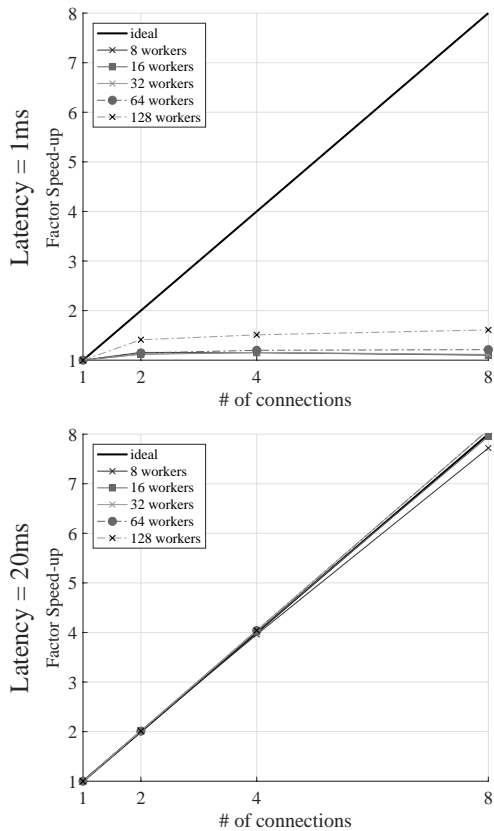 Latency = 1ms
Factor Speed-up
8
7
6
5
4
3
2
1
ideal
8 workers
16 workers
32 workers
64 workers
128 workers
1 2 4 8
# of connections
Latency = 20ms
Factor Speed-up
8
7
6
5
4
3
2
1
ideal
8 workers
16 workers
32 workers
64 workers
128 workers
1 2 4 8
# of connections